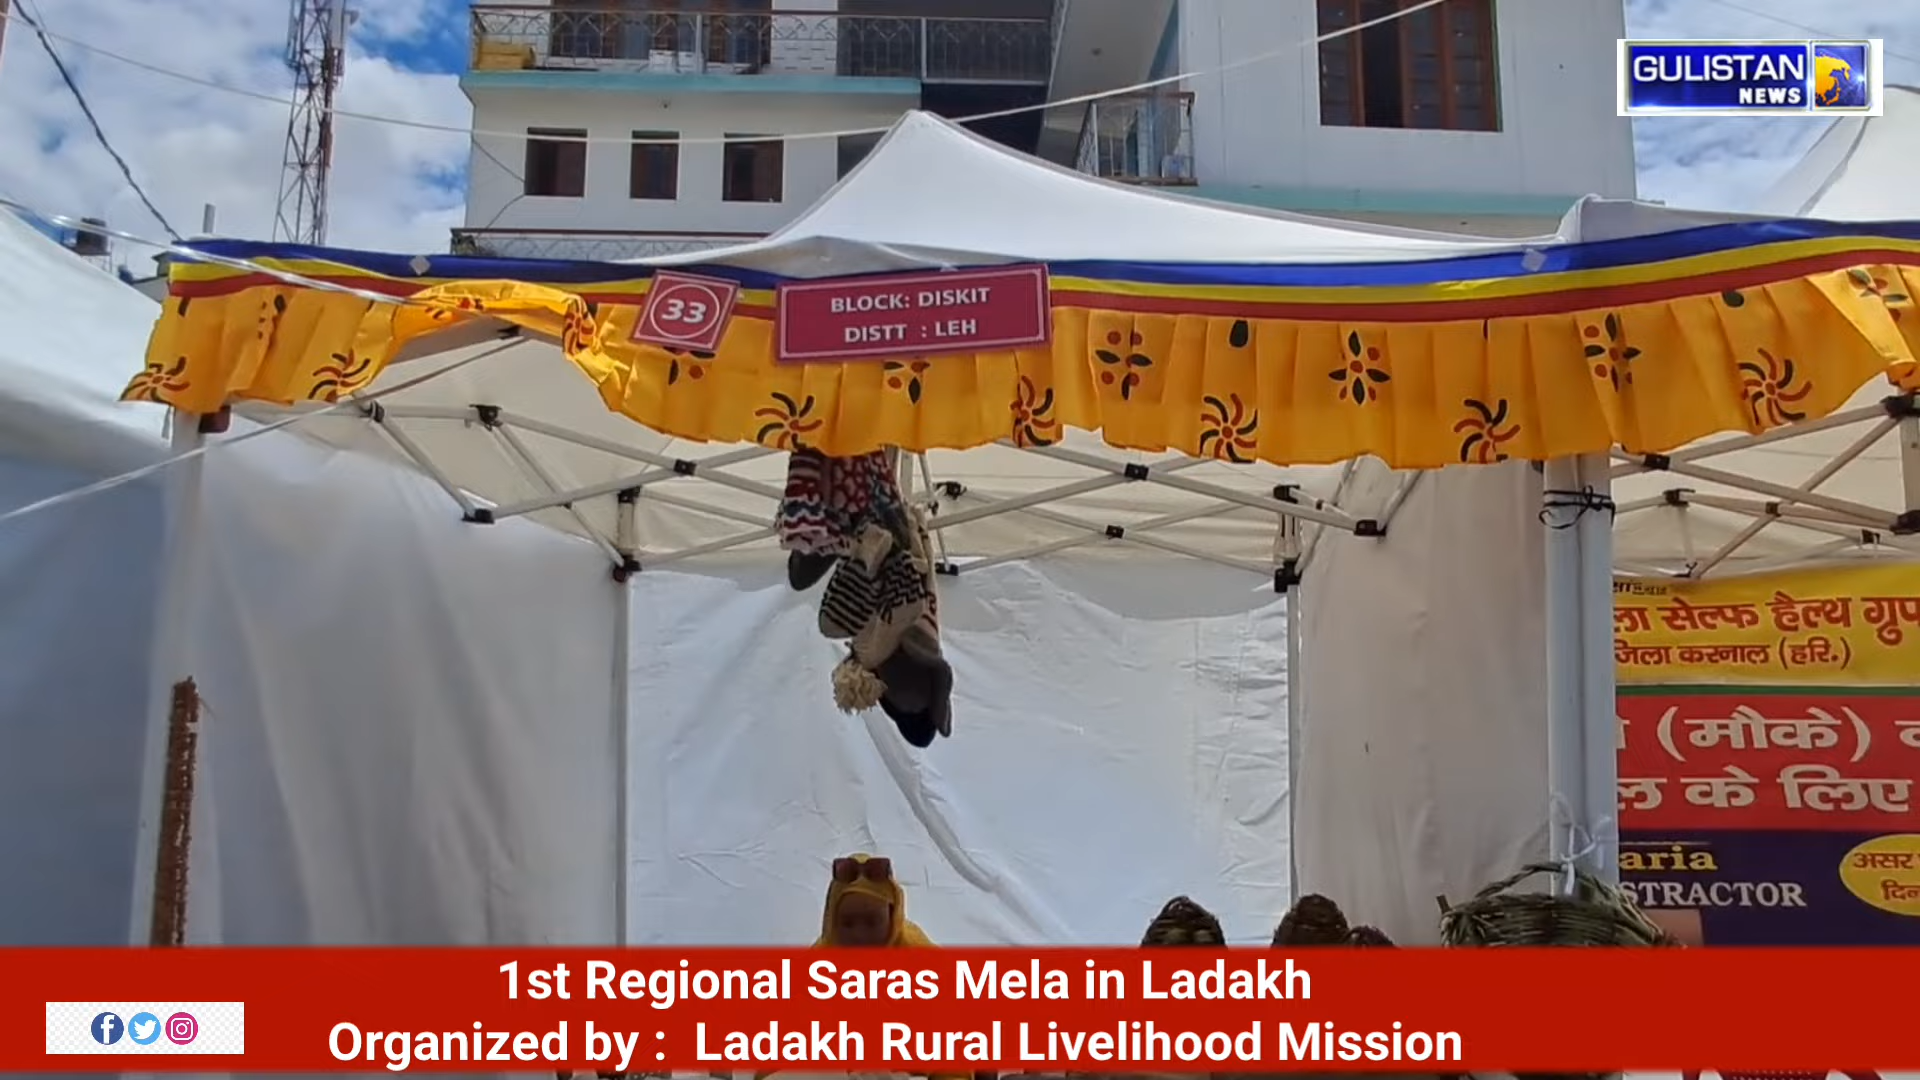 GULISTAN
NEWS
33
BLOCK: DISKIT
DISTT : LEH
ला सेल्फ हैल्थ ग्रुप
जिला करनाल (हरि.)
(मौके)
के लिए
aria
STRACTOR
असर
1st Regional Saras Mela in Ladakh
Organized by : Ladakh Rural Livelihood Mission